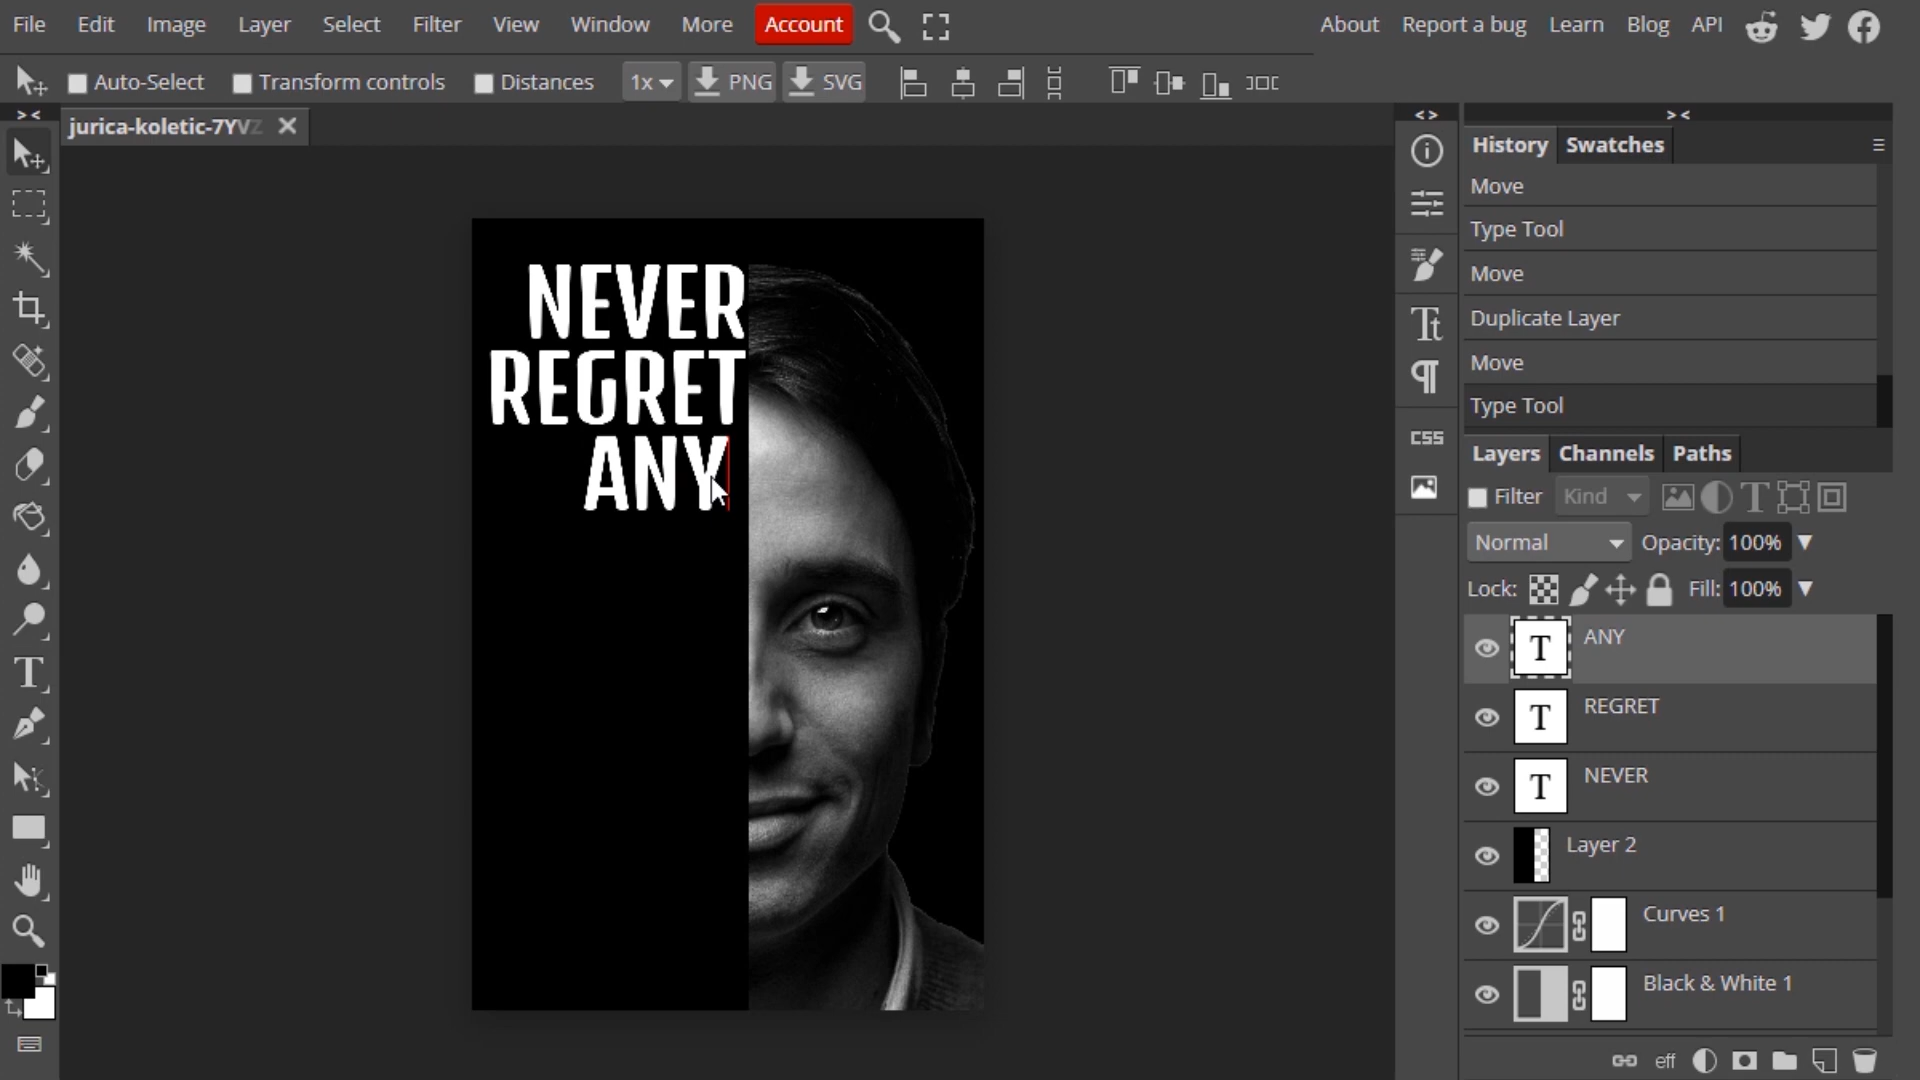 File Edit Image Layer Select Filter View Window More Account About Report a bug Learn Blog API
Auto-Select Transform controls Distances 1x PNG SVG
> < < > > <
jurica-koletic-7YVZ
History Swatches
Move
Type Tool
Move
Duplicate Layer
Move
Type Tool
NEVER
REGRET
ANY
CSS
Layers Channels Paths
Filter Kind
Normal Opacity: 100%
Lock: Fill: 100%
ANY
REGRET
NEVER
Layer 2
Curves 1
Black & White 1
eff